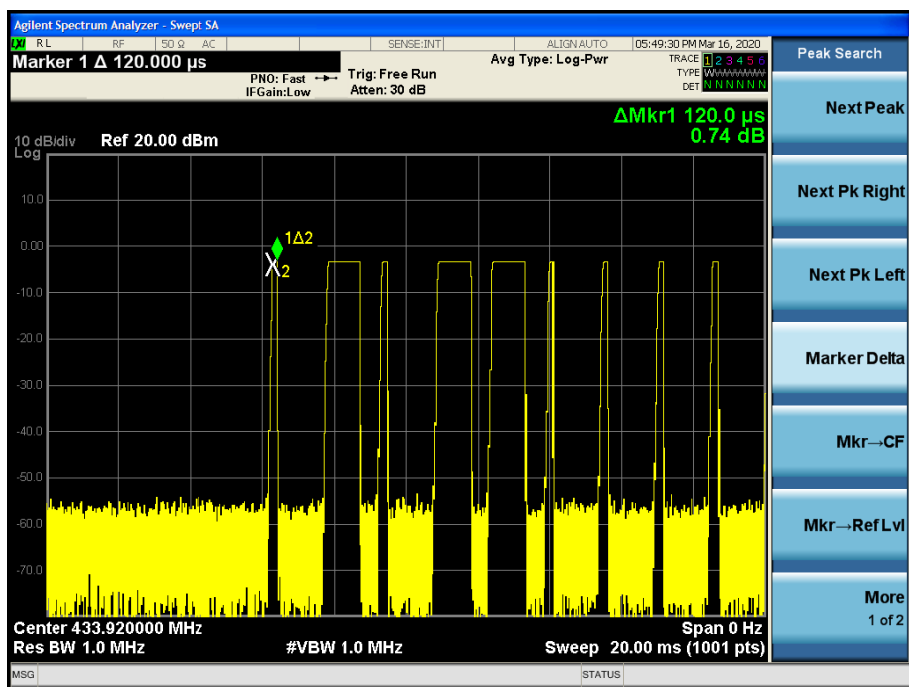 Agilent Spectrum Analyzer - Swept SA
LXI RL RF 50 Ω AC SENSE:INT ALIGN AUTO 05:49:30 PM Mar 16, 2020
Marker 1 Δ 120.000 µs
PNO: Fast
IFGain:Low
Trig: Free Run
Atten: 30 dB
Avg Type: Log-Pwr
TRACE 1 2 3 4 5 6
TYPE WWWWWW
DET N N N N N N
Peak Search
Next Peak
Next Pk Right
Next Pk Left
Marker Delta
Mkr→CF
Mkr→Ref Lvl
More
1 of 2
ΔMkr1 120.0 µs
0.74 dB
10 dB/div Ref 20.00 dBm
Log
10.0
0.00
-10.0
-20.0
-30.0
-40.0
-50.0
-60.0
-70.0
1Δ2
2
Center 433.920000 MHz Span 0 Hz
Res BW 1.0 MHz #VBW 1.0 MHz Sweep 20.00 ms (1001 pts)
MSG STATUS